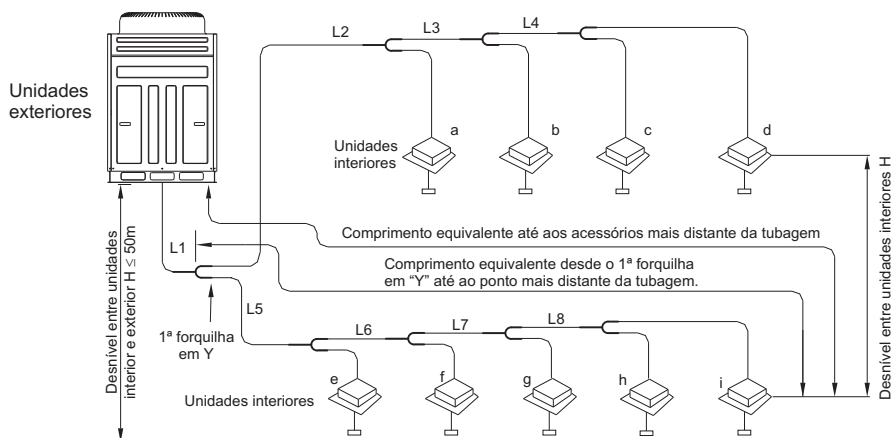 L2
L3
L4
Unidades
exteriores
a
b
c
d
Unidades
interiores
Desnível entre unidades
interior e exterior H ≤ 50m
Desnível entre unidades interiores H
Comprimento equivalente até aos acessórios mais distante da tubagem
L1
Comprimento equivalente desde o 1ª forquilha
em “Y” até ao ponto mais distante da tubagem.
L5
1ª forquilha
em Y
L6
L7
L8
e
f
g
h
i
Unidades interiores